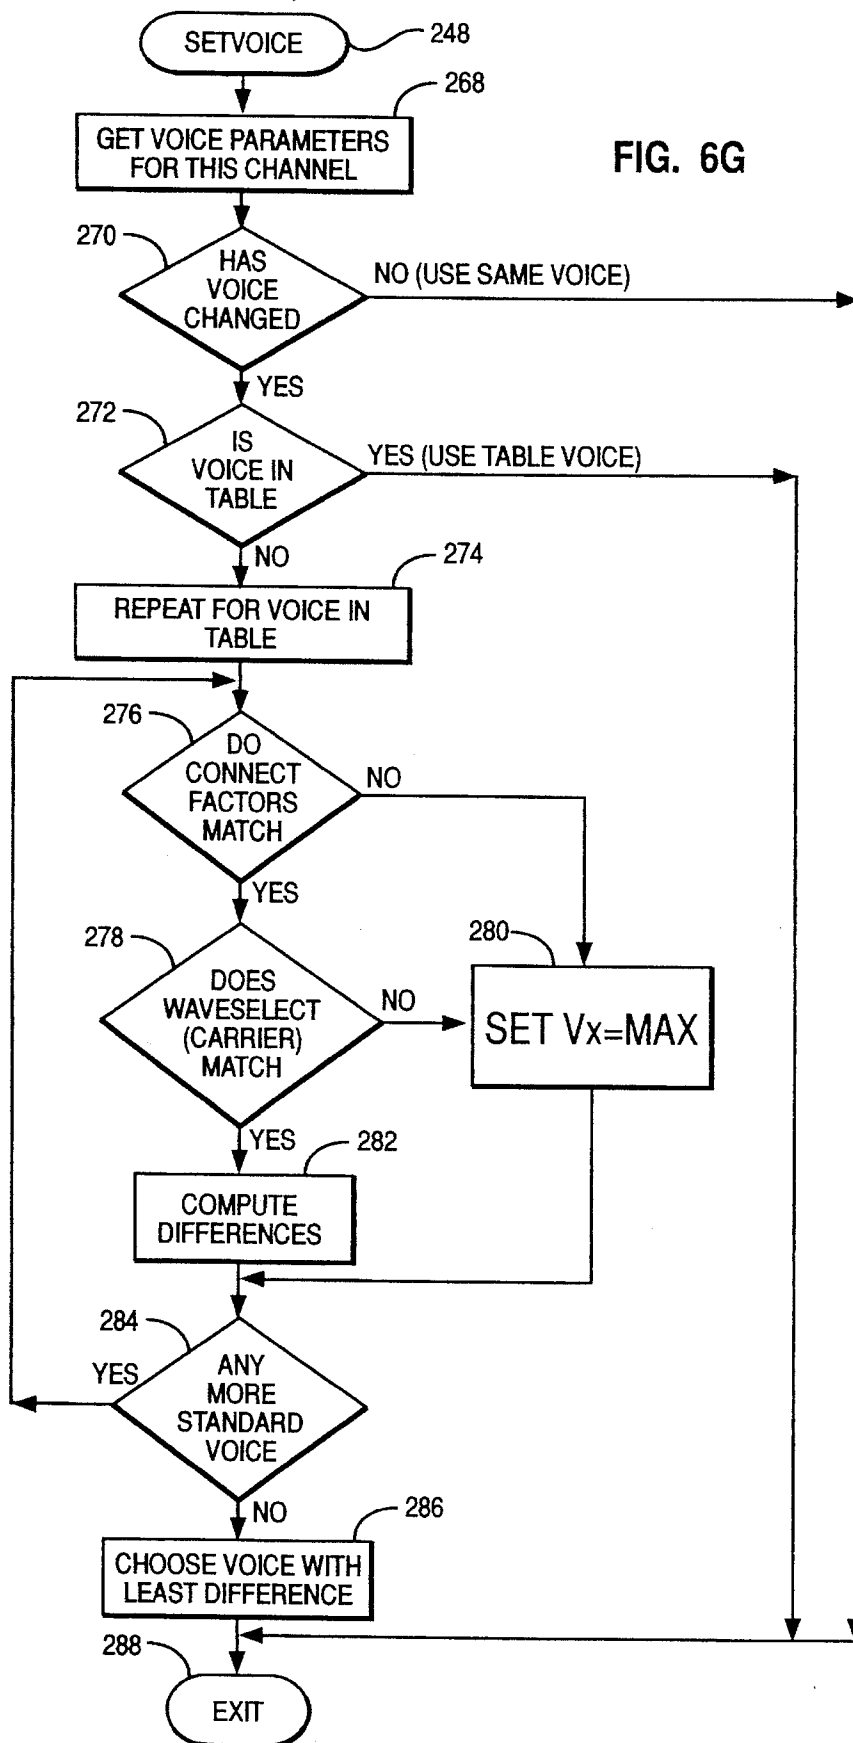 SETVOICE
248
268
GET VOICE PARAMETERS
FOR THIS CHANNEL
FIG. 6G
270
HAS
VOICE
CHANGED
NO (USE SAME VOICE)
YES
272
IS
VOICE IN
TABLE
YES (USE TABLE VOICE)
NO
274
REPEAT FOR VOICE IN
TABLE
276
DO
CONNECT
FACTORS
MATCH
NO
YES
278
DOES
WAVESELECT
(CARRIER)
MATCH
NO
280
SET Vx=MAX
YES
282
COMPUTE
DIFFERENCES
284
YES
ANY
MORE
STANDARD
VOICE
NO
286
CHOOSE VOICE WITH
LEAST DIFFERENCE
288
EXIT